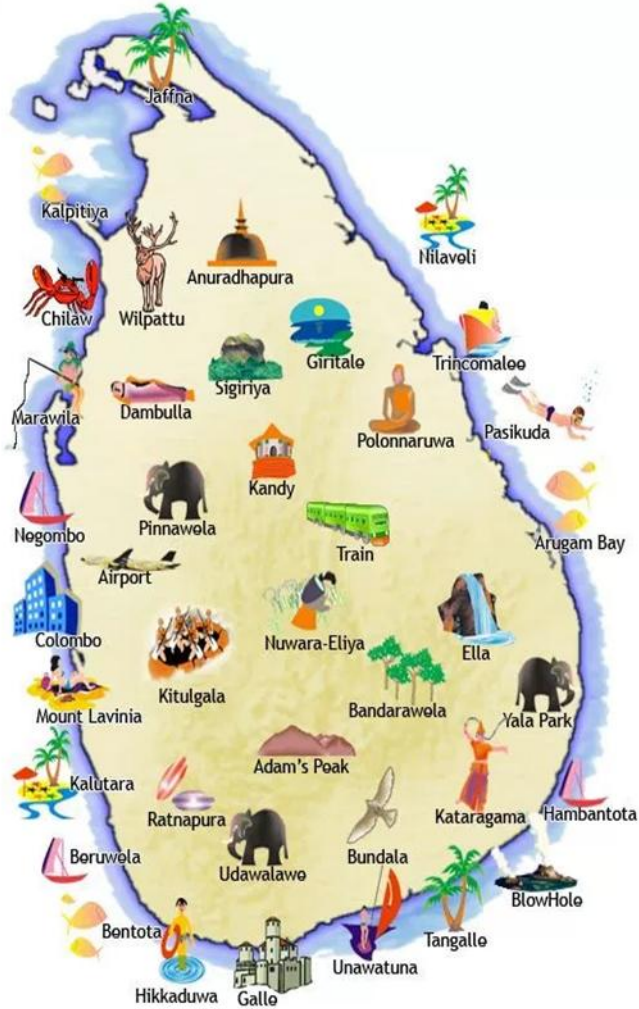 Jaffna
Kalpitiya
Nilaveli
Anuradhapura
Chilaw
Wilpattu
Giritale
Trincomalee
Sigiriya
Marawila
Dambulla
Polonnaruwa
Pasikuda
Kandy
Pinnawela
Negombo
Train
Arugam Bay
Airport
Colombo
Nuwara-Eliya
Ella
Kitulgala
Mount Lavinia
Bandarawela
Yala Park
Adam's Peak
Kalutara
Ratnapura
Kataragama
Hambantota
Beruwela
Udawalawe
Bundala
BlowHole
Bentota
Tangalle
Unawatuna
Hikkaduwa
Galle